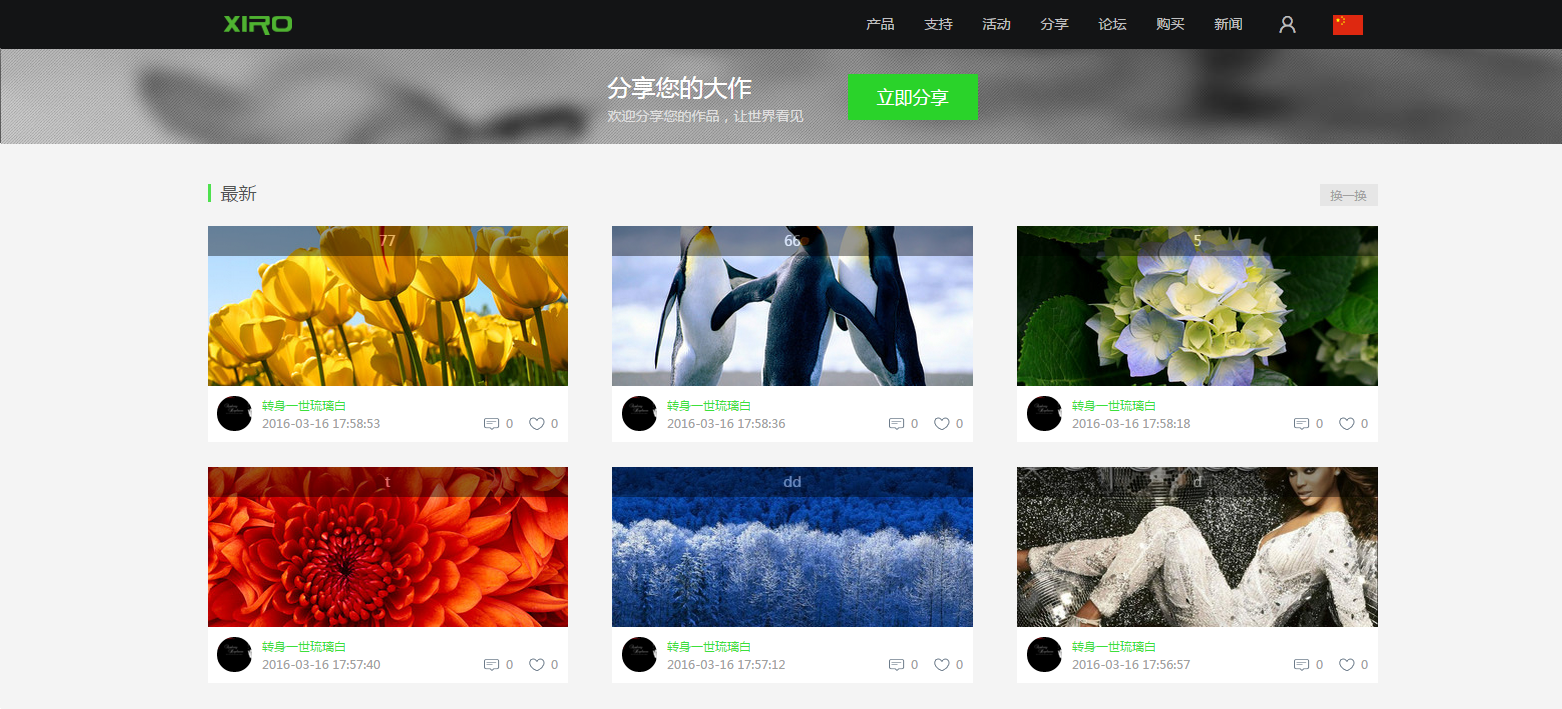 XIRO
产品 支持 活动 分享 论坛 购买 新闻
分享您的大作
欢迎分享您的作品，让世界看见
立即分享
最新
换一换
77
转身一世琉璃白
2016-03-16 17:58:53 0 0
66
转身一世琉璃白
2016-03-16 17:58:36 0 0
5
转身一世琉璃白
2016-03-16 17:58:18 0 0
t
转身一世琉璃白
2016-03-16 17:57:40 0 0
dd
转身一世琉璃白
2016-03-16 17:57:12 0 0
d
转身一世琉璃白
2016-03-16 17:56:57 0 0